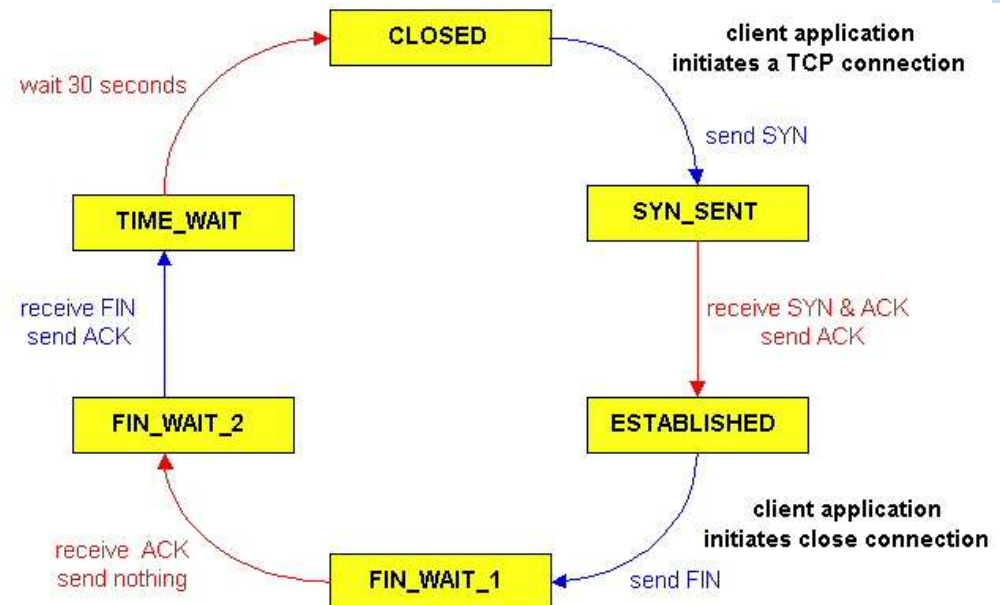 CLOSED
client application
initiates a TCP connection
wait 30 seconds
send SYN
TIME_WAIT
SYN_SENT
receive FIN
send ACK
receive SYN & ACK
send ACK
FIN_WAIT_2
ESTABLISHED
client application
initiates close connection
receive ACK
send nothing
FIN_WAIT_1
send FIN